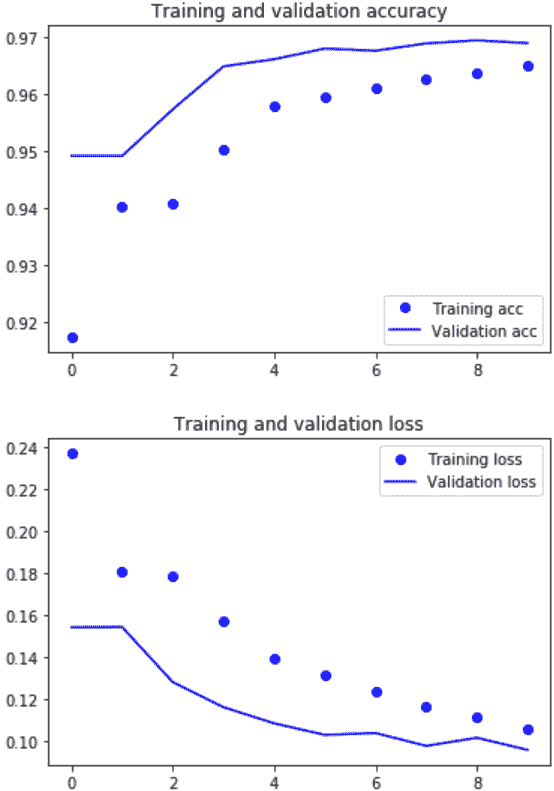 Training and validation accuracy
0.97
0.96
0.95
0.94
0.93
0.92
Training acc
Validation acc
0 2 4 6 8
Training and validation loss
0.24
0.22
0.20
0.18
0.16
0.14
0.12
0.10
Training loss
Validation loss
0 2 4 6 8